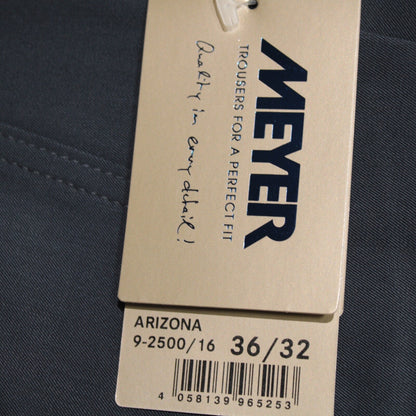 MEYER
TROUSERS FOR A PERFECT FIT
Quality in every detail!
ARIZONA
9-2500/16 36/32
4 058139 965253